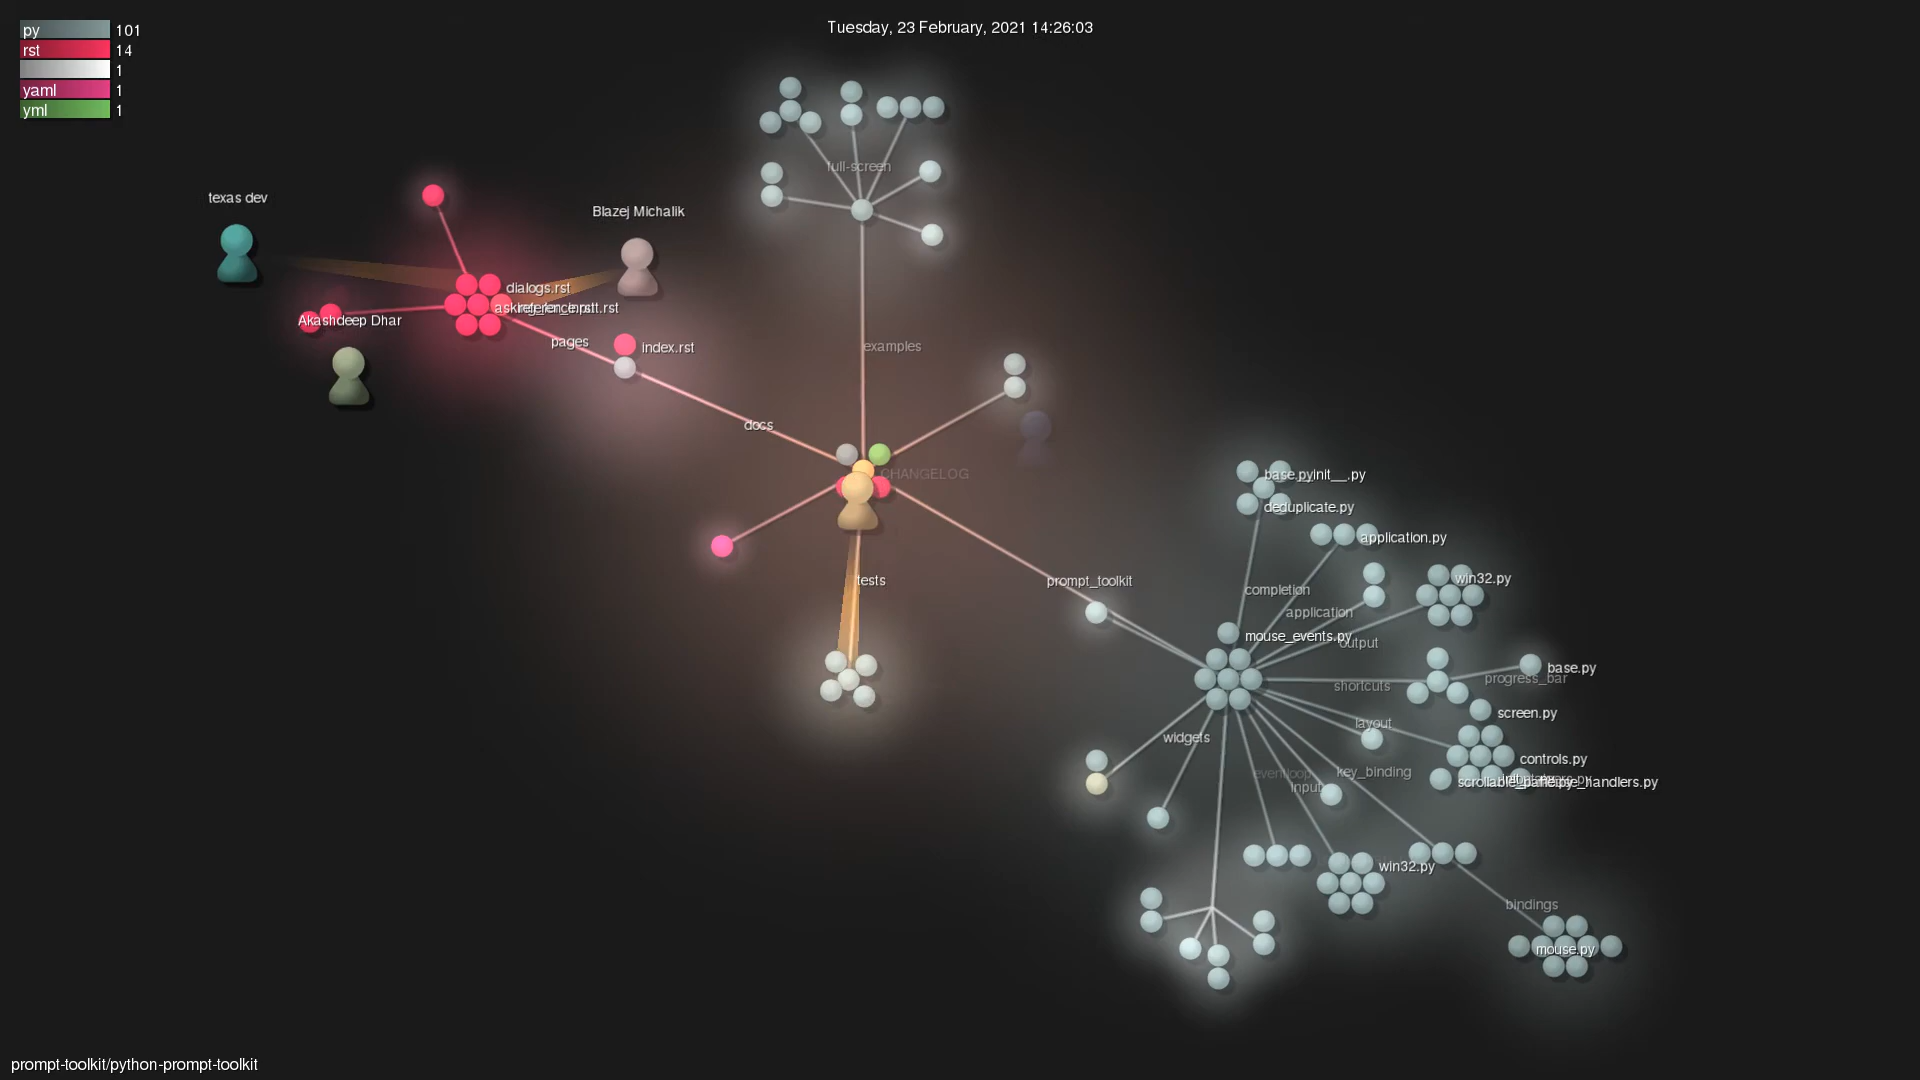 Tuesday, 23 February, 2021 14:26:03
py 101
rst 14
1
yaml 1
yml 1
full-screen
texas dev
Blazej Michalik
dialogs.rst
Akashdeep Dhar
pages
index.rst
examples
docs
CHANGELOG
base.py
deduplicate.py
application.py
tests
prompt_toolkit
win32.py
completion
application
mouse_events.py
output
base.py
progress_bar
shortcuts
screen.py
layout
widgets
controls.py
eventloop
key_binding
input
win32.py
bindings
mouse.py
prompt-toolkit/python-prompt-toolkit